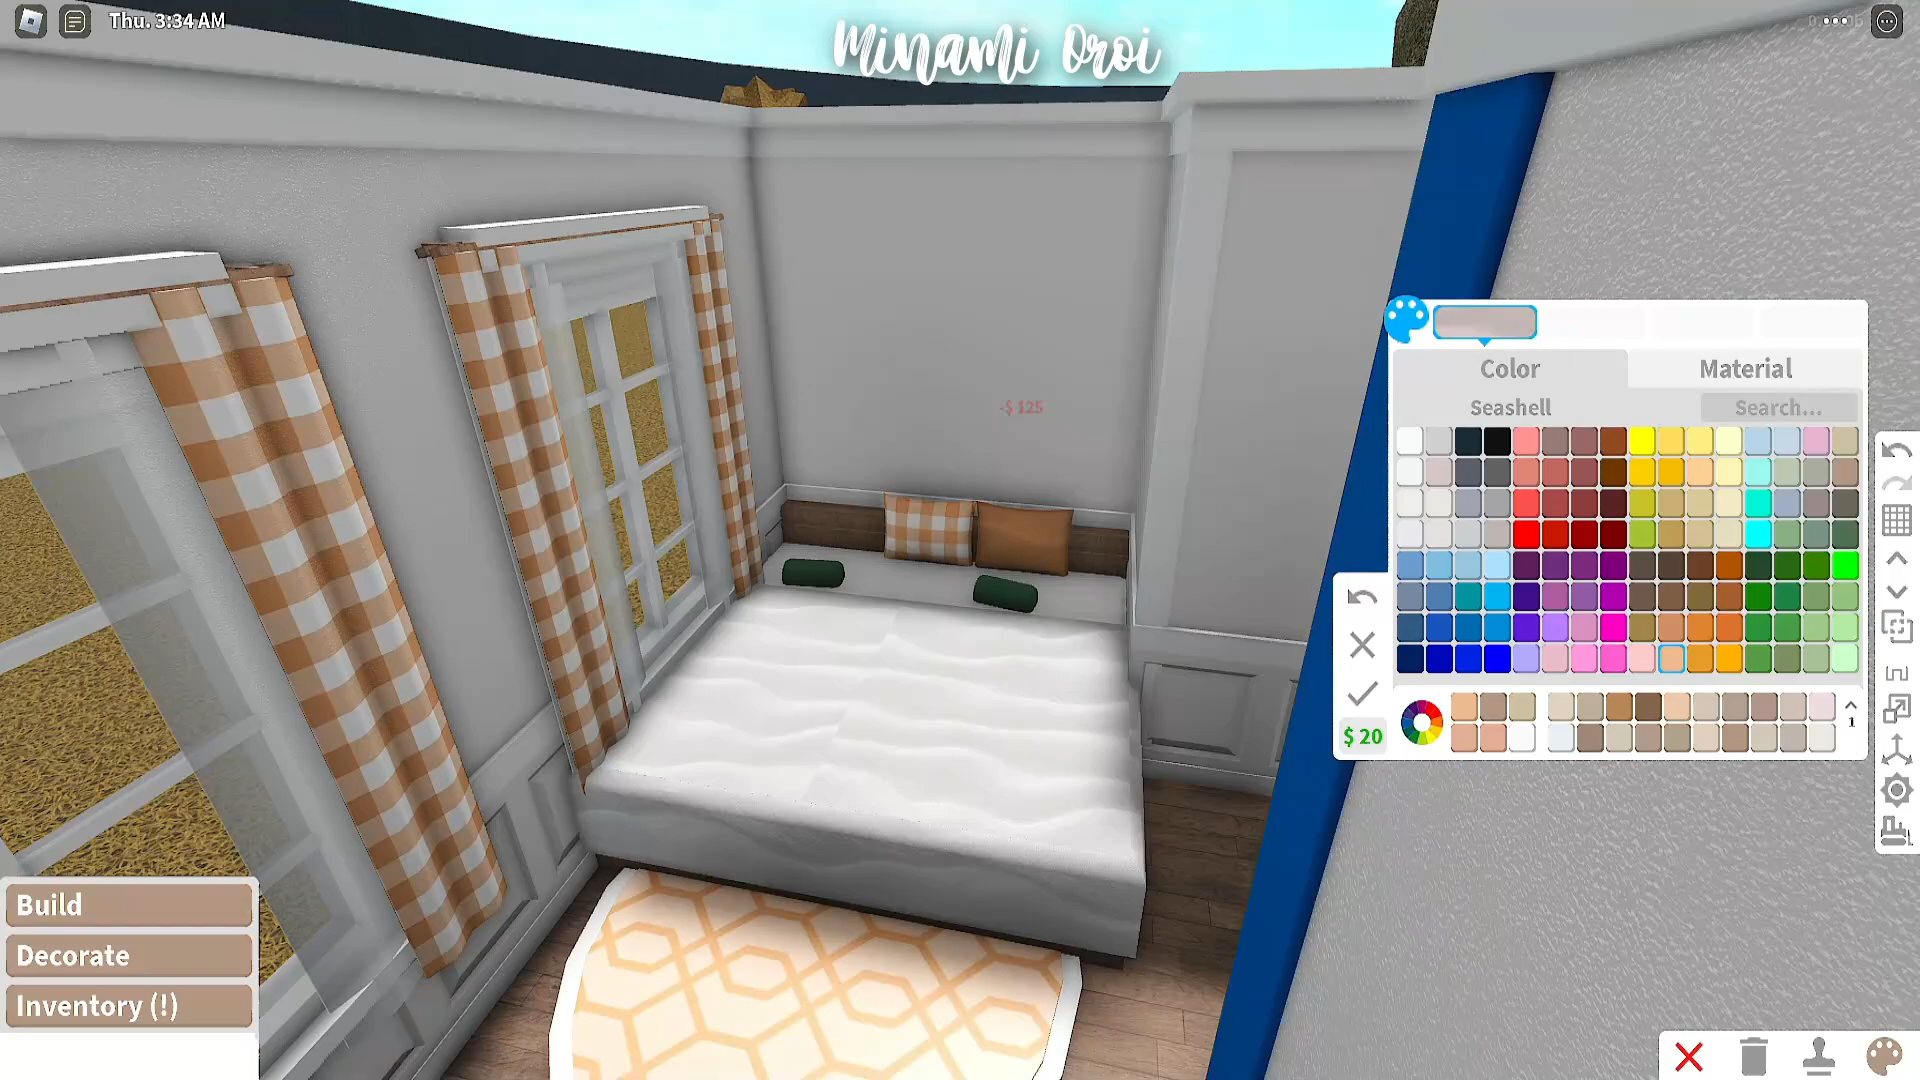 Thu. 3:34 AM
Minami Oroi
-$ 125
Color
Material
Seashell
Search...
1
$ 20
Build
Decorate
Inventory (!)